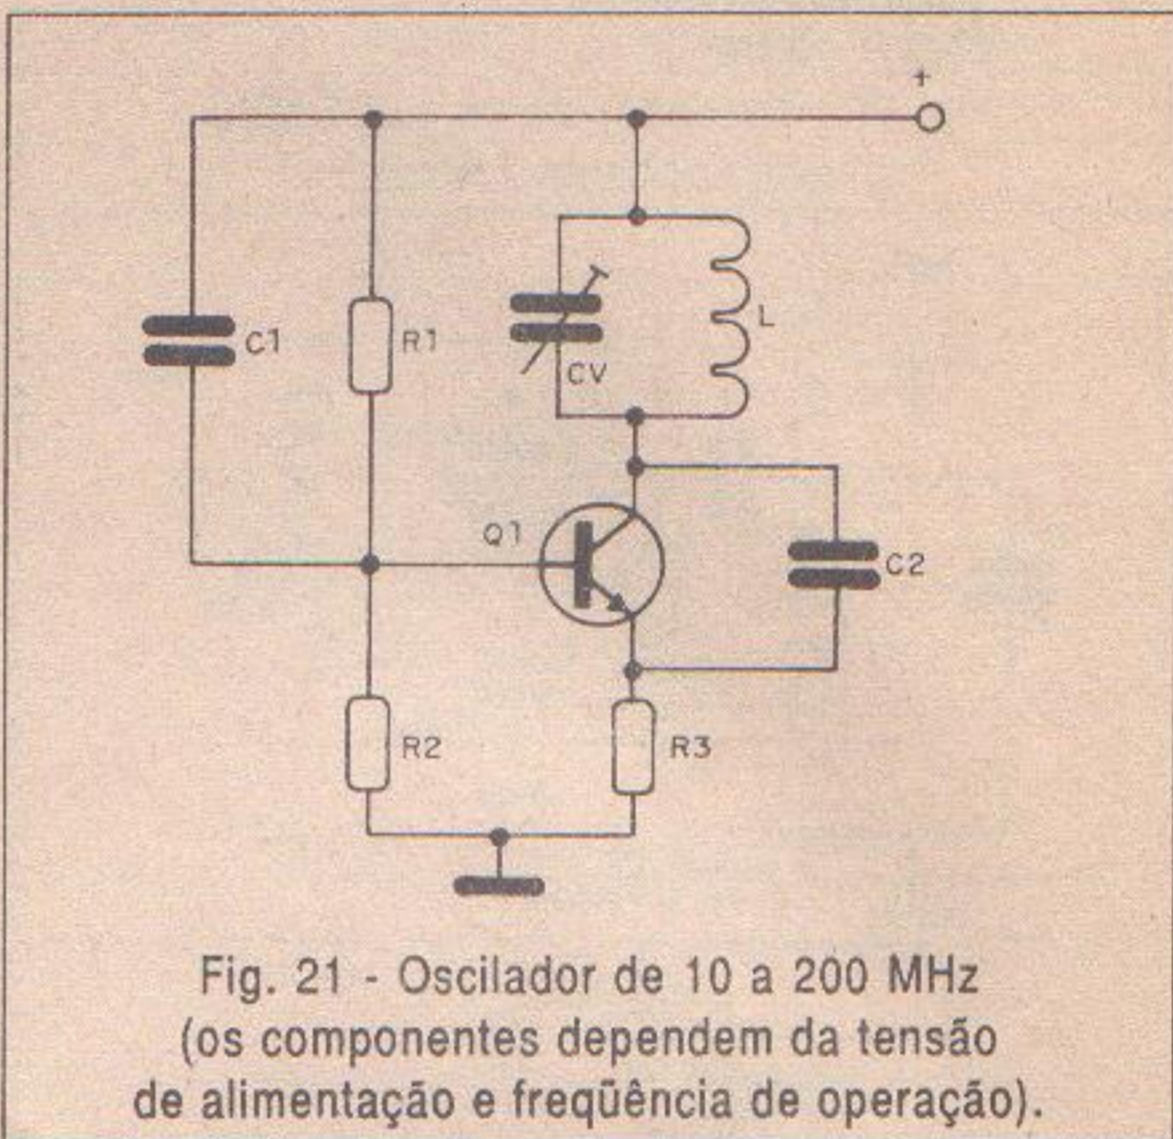 +
C1
R1
CV
L
Q1
C2
R2
R3
Fig. 21 - Oscilador de 10 a 200 MHz
(os componentes dependem da tensão
de alimentação e freqüência de operação).